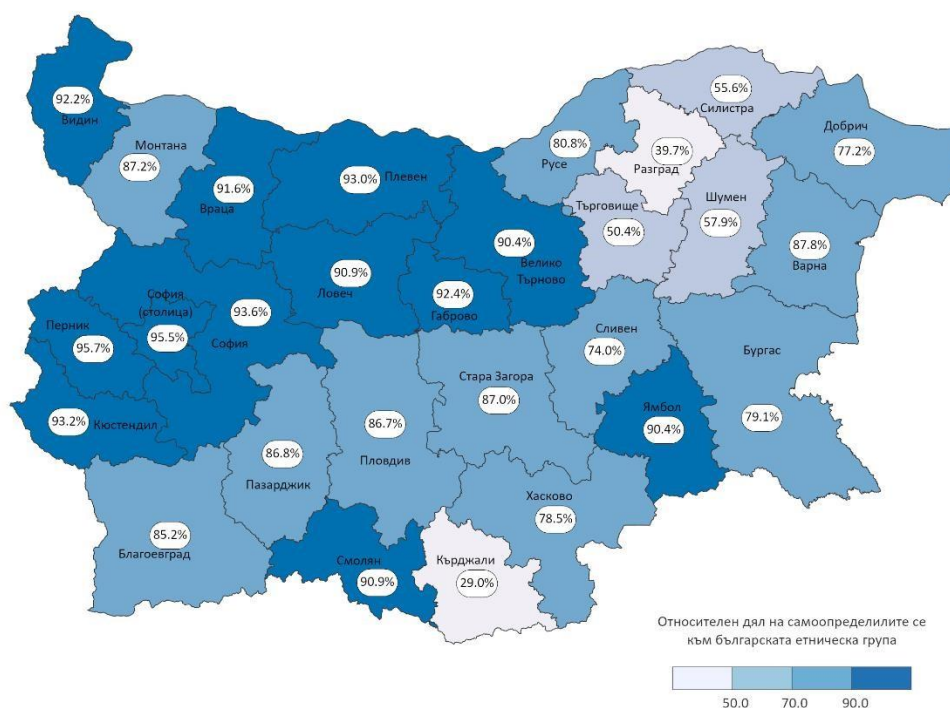 92.2%
Видин
Монтана
87.2%
91.6%
Враца
93.0%
Плевен
90.4%
Велико
Търново
90.9%
Ловеч
92.4%
Габрово
80.8%
Русе
39.7%
Разград
55.6%
Силистра
Добрич
77.2%
Търговище
50.4%
Шумен
57.9%
87.8%
Варна
София
(столица)
95.5%
93.6%
София
Перник
95.7%
93.2%
Кюстендил
85.2%
Благоевград
86.8%
Пазарджик
86.7%
Пловдив
Стара Загора
87.0%
Сливен
74.0%
Ямбол
90.4%
Бургас
79.1%
Хасково
78.5%
Смолян
90.9%
Кърджали
29.0%
Относителен дял на самоопределилите се
към българската етническа група
50.0 70.0 90.0